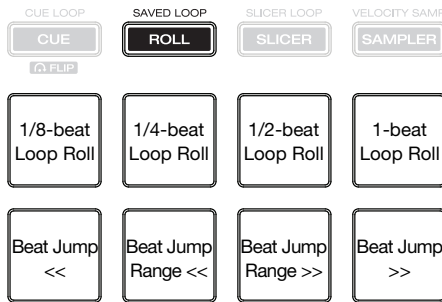 CUE LOOP SAVED LOOP SLICER LOOP VELOCITY SAMP
CUE ROLL SLICER SAMPLER
FLIP
1/8-beat 1/4-beat 1/2-beat 1-beat
Loop Roll Loop Roll Loop Roll Loop Roll
Beat Jump Beat Jump Beat Jump Beat Jump
<< Range << Range >> >>